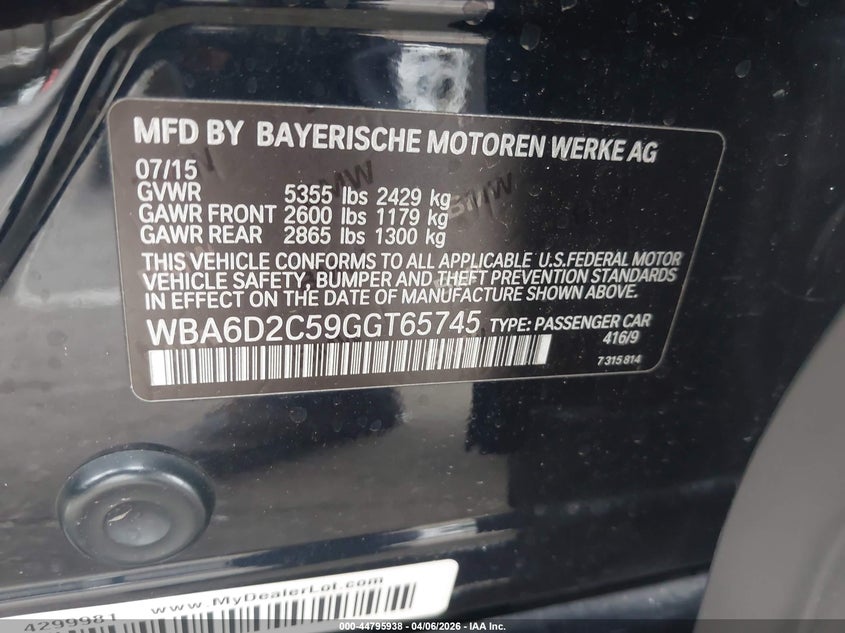 MFD BY BAYERISCHE MOTOREN WERKE AG
07/15
GVWR 5355 lbs 2429 kg
GAWR FRONT 2600 lbs 1179 kg
GAWR REAR 2865 lbs 1300 kg
THIS VEHICLE CONFORMS TO ALL APPLICABLE U.S.FEDERAL MOTOR
VEHICLE SAFETY, BUMPER AND THEFT PREVENTION STANDARDS
IN EFFECT ON THE DATE OF MANUFACTURE SHOWN ABOVE.
WBA6D2C59GGT65745 TYPE: PASSENGER CAR
416/9
7 315 814
www.MyDealerLot.com
4299981
000-44795938 - 04/06/2026 - IAA Inc.